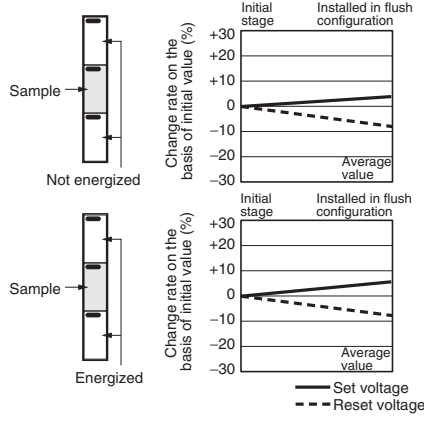 Sample
Not energized
Change rate on the
basis of initial value (%)
Initial
stage
Installed in flush
configuration
+30
+20
+10
0
−10
−20
−30
Average
value
Sample
Energized
Change rate on the
basis of initial value (%)
Initial
stage
Installed in flush
configuration
+30
+20
+10
0
−10
−20
−30
Average
value
Set voltage
Reset voltage